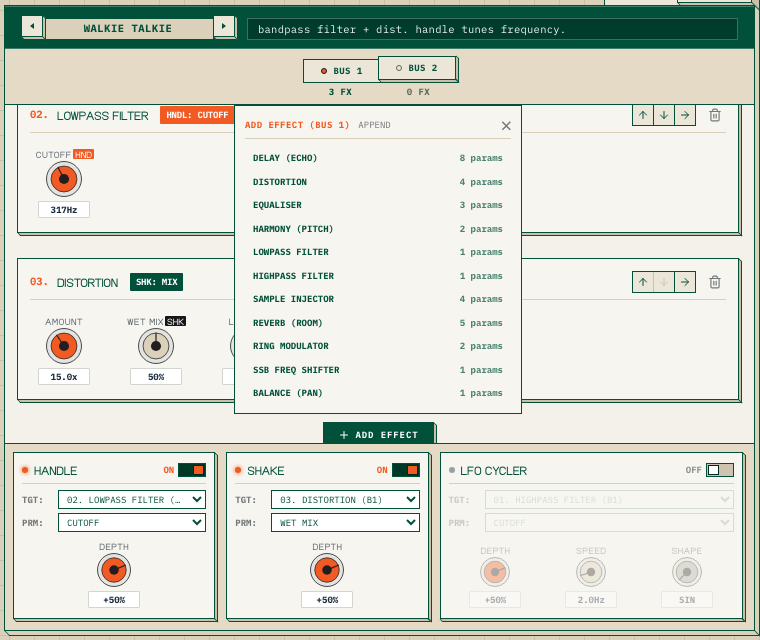 WALKIE TALKIE
bandpass filter + dist. handle tunes frequency.
BUS 1
BUS 2
3 FX
0 FX
02. LOWPASS FILTER
HNDL: CUTOFF
CUTOFF HND
317Hz
ADD EFFECT (BUS 1) APPEND
DELAY (ECHO) 8 params
DISTORTION 4 params
EQUALISER 3 params
HARMONY (PITCH) 2 params
LOWPASS FILTER 1 params
HIGHPASS FILTER 1 params
SAMPLE INJECTOR 4 params
REVERB (ROOM) 5 params
RING MODULATOR 2 params
SSB FREQ SHIFTER 1 params
BALANCE (PAN) 1 params
03. DISTORTION
SHK: MIX
AMOUNT
WET MIX SHK
L
15.0x
50%
+ ADD EFFECT
HANDLE
ON
TGT: 02. LOWPASS FILTER (…
PRM: CUTOFF
DEPTH
+50%
SHAKE
ON
TGT: 03. DISTORTION (B1)
PRM: WET MIX
DEPTH
+50%
LFO CYCLER
OFF
TGT: 01. HIGHPASS FILTER (B1)
PRM: CUTOFF
DEPTH SPEED SHAPE
+50% 2.0Hz SIN